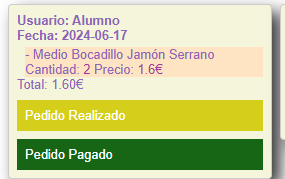 Usuario: Alumno
Fecha: 2024-06-17
- Medio Bocadillo Jamón Serrano
Cantidad: 2 Precio: 1.6€
Total: 1.60€
Pedido Realizado
Pedido Pagado